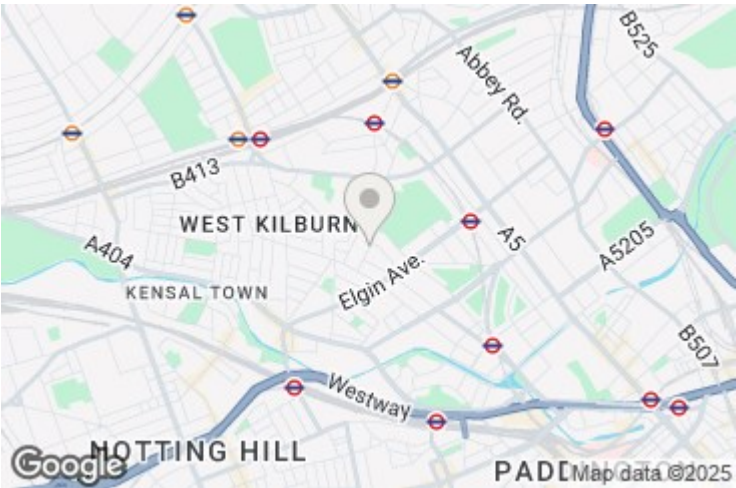 B525
Abbey Rd.
B413
WEST KILBURN
A5
A404
A5205
KENSAL TOWN
Elgin Ave.
B507
Westway
NOTTING HILL
PADDINGTON
Google
Map data ©2025